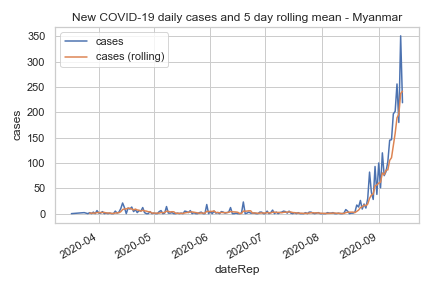 New COVID-19 daily cases and 5 day rolling mean - Myanmar
cases
cases (rolling)
350
300
250
200
150
100
50
0
cases
2020-04
2020-05
2020-06
2020-07
2020-08
2020-09
dateRep